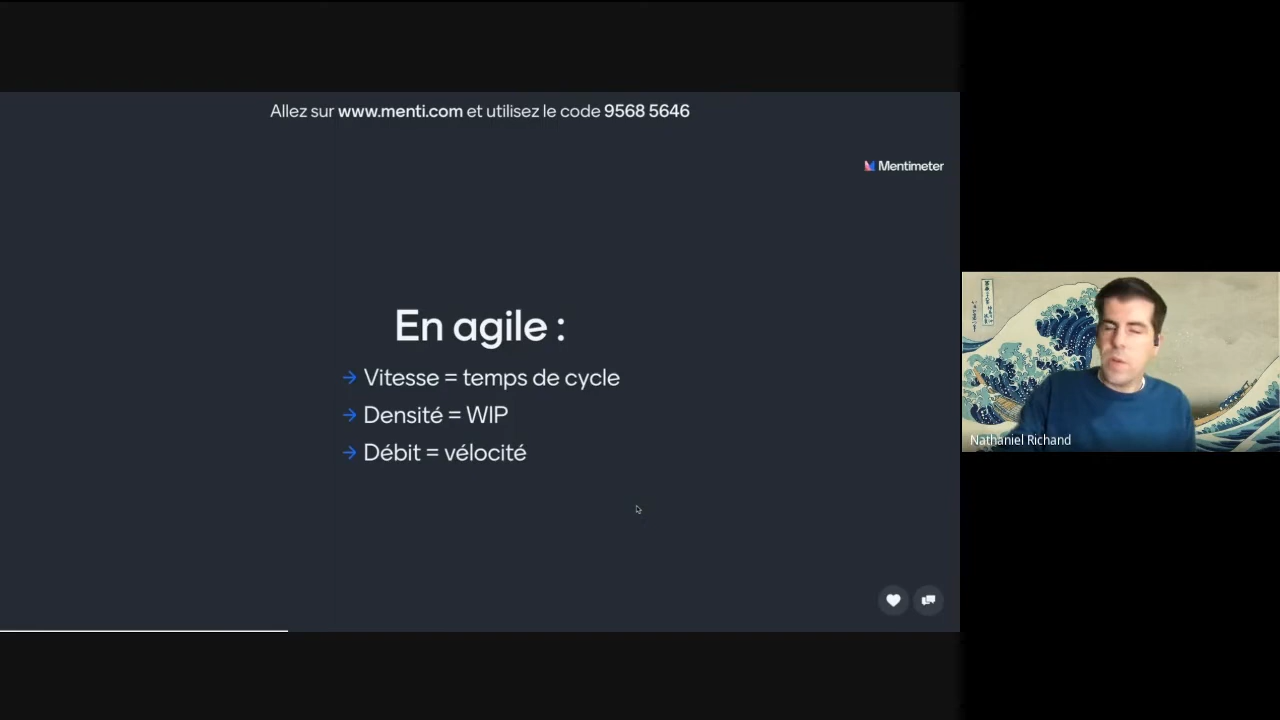 Allez sur www.menti.com et utilisez le code 9568 5646
Mentimeter
En agile :
→ Vitesse = temps de cycle
→ Densité = WIP
→ Débit = vélocité
Nathaniel Richand